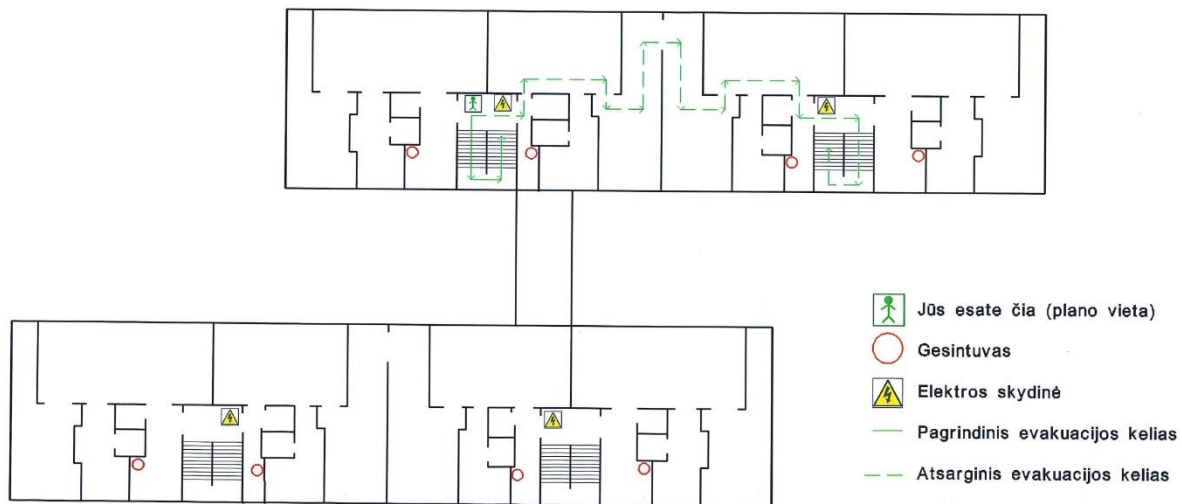 Jūs esate čia (plano vieta)
Gesintuvas
Elektros skydinė
Pagrindinis evakuacijos kelias
Atsarginis evakuacijos kelias